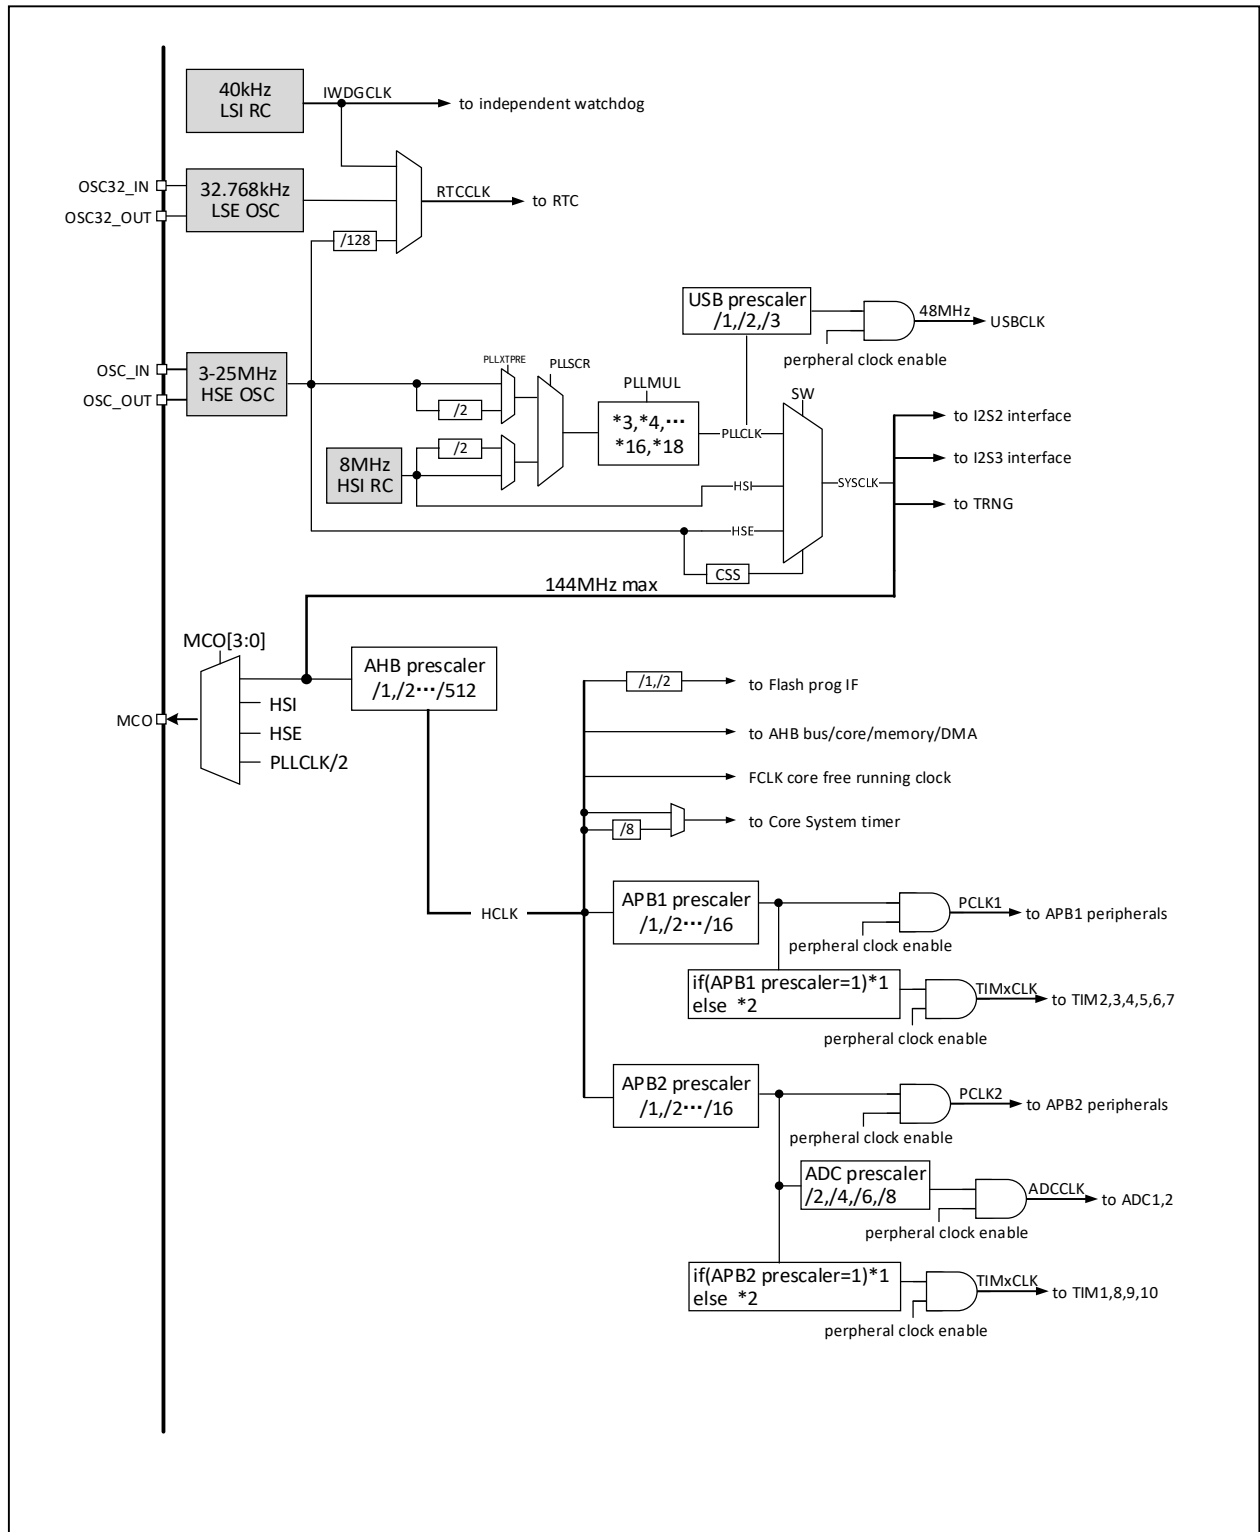 40kHz
LSI RC
IWDGCLK
to independent watchdog
OSC32_IN
OSC32_OUT
32.768kHz
LSE OSC
RTCCLK
to RTC
/128
USB prescaler
/1,/2,/3
48MHz
USBCLK
perpheral clock enable
OSC_IN
OSC_OUT
3-25MHz
HSE OSC
PLLXTPRE
PLLSCR
/2
PLLMUL
*3,*4,···
*16,*18
PLLCLK
SW
/2
8MHz
HSI RC
HSI
HSE
CSS
SYSCLK
to I2S2 interface
to I2S3 interface
to TRNG
144MHz max
MCO[3:0]
MCO
HSI
HSE
PLLCLK/2
AHB prescaler
/1,/2···/512
/1,/2
to Flash prog IF
to AHB bus/core/memory/DMA
FCLK core free running clock
/8
to Core System timer
HCLK
APB1 prescaler
/1,/2···/16
PCLK1
to APB1 peripherals
perpheral clock enable
if(APB1 prescaler=1)*1
else *2
TIMxCLK
to TIM2,3,4,5,6,7
perpheral clock enable
APB2 prescaler
/1,/2···/16
PCLK2
to APB2 peripherals
perpheral clock enable
ADC prescaler
/2,/4,/6,/8
ADCCLK
to ADC1,2
perpheral clock enable
if(APB2 prescaler=1)*1
else *2
TIMxCLK
to TIM1,8,9,10
perpheral clock enable